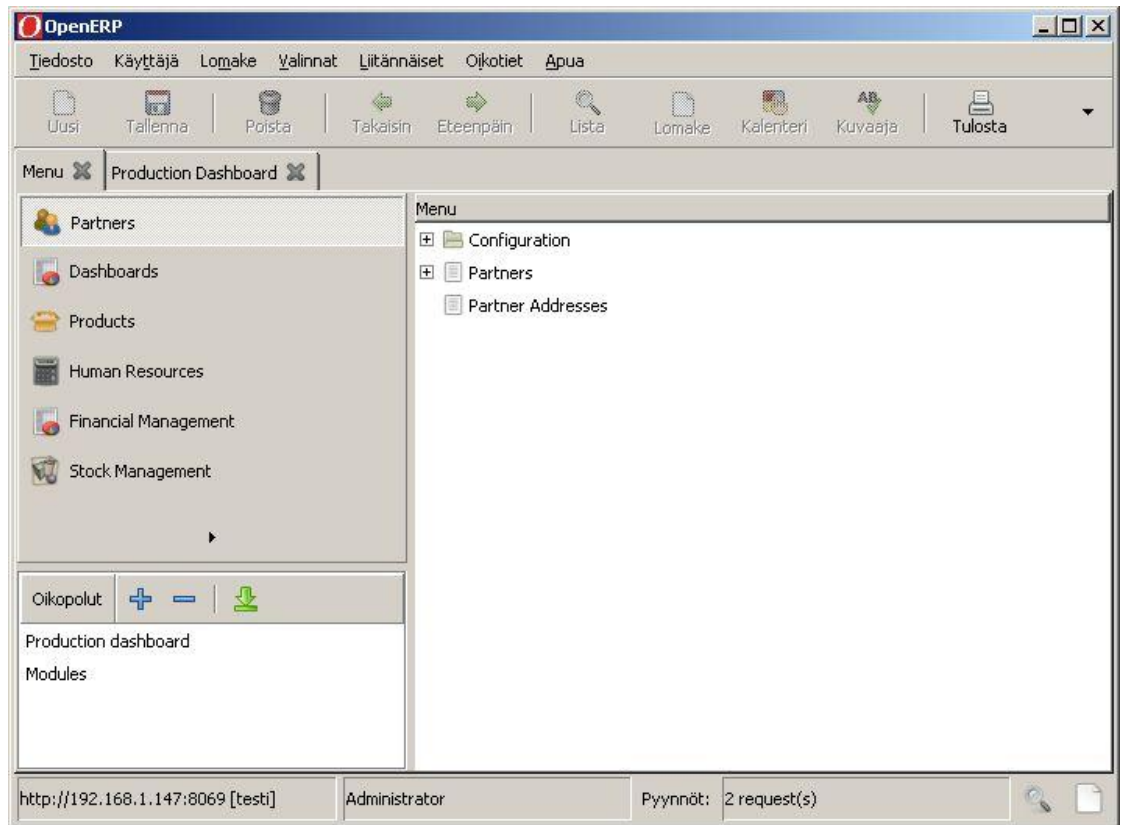 OpenERP
Tiedosto Käyttäjä Lomake Valinnat Liitännäiset Oikotiet Apua
Uusi Tallenna Poista Takaisin Eteenpäin Lista Lomake Kalenteri Kuvaaja Tulosta
Menu Production Dashboard
Partners
Dashboards
Products
Human Resources
Financial Management
Stock Management
Menu
Configuration
Partners
Partner Addresses
Oikopolut
Production dashboard
Modules
http://192.168.1.147:8069 [testi] Administrator Pyynnöt: 2 request(s)